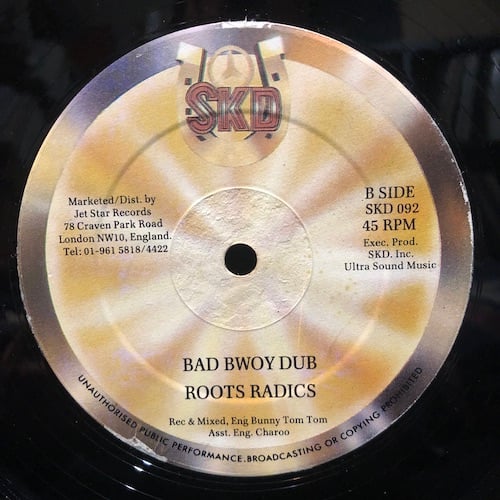 SKD
Marketed/Dist. by
Jet Star Records
78 Craven Park Road
London NW10, England.
Tel: 01-961 5818/4422
B SIDE
SKD 092
45 RPM
Exec. Prod.
SKD. Inc.
Ultra Sound Music
BAD BWOY DUB
ROOTS RADICS
Rec & Mixed, Eng Bunny Tom Tom
Asst. Eng. Charoo
UNAUTHORISED PUBLIC PERFORMANCE.BROADCASTING OR COPYING PROHIBITED